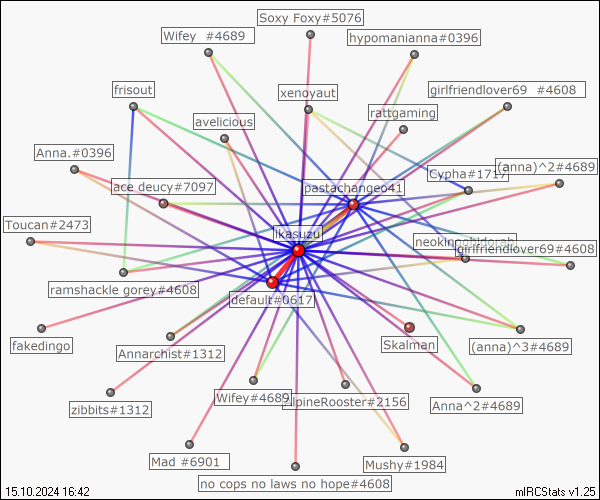 Soxy Foxy#5076
Wifey #4689
hypomanianna#0396
frisout
xenoyaut
girlfriendlover69 #4608
avelicious
rattgaming
Anna.#0396
Cypha#1717
(anna)^2#4689
ace deucy#7097
pastachangeo41
Toucan#2473
ikasuzu
girlfriendlover69#4608
ramshackle gorey#4608
default#0617
fakedingo
Annarchist#1312
Skalman
(anna)^3#4689
zibbits#1312
Wifey#4689
AlpineRooster#2156
Anna^2#4689
Mad #6901
Mushy#1984
no cops no laws no hope#4608
15.10.2024 16:42
mIRCStats v1.25